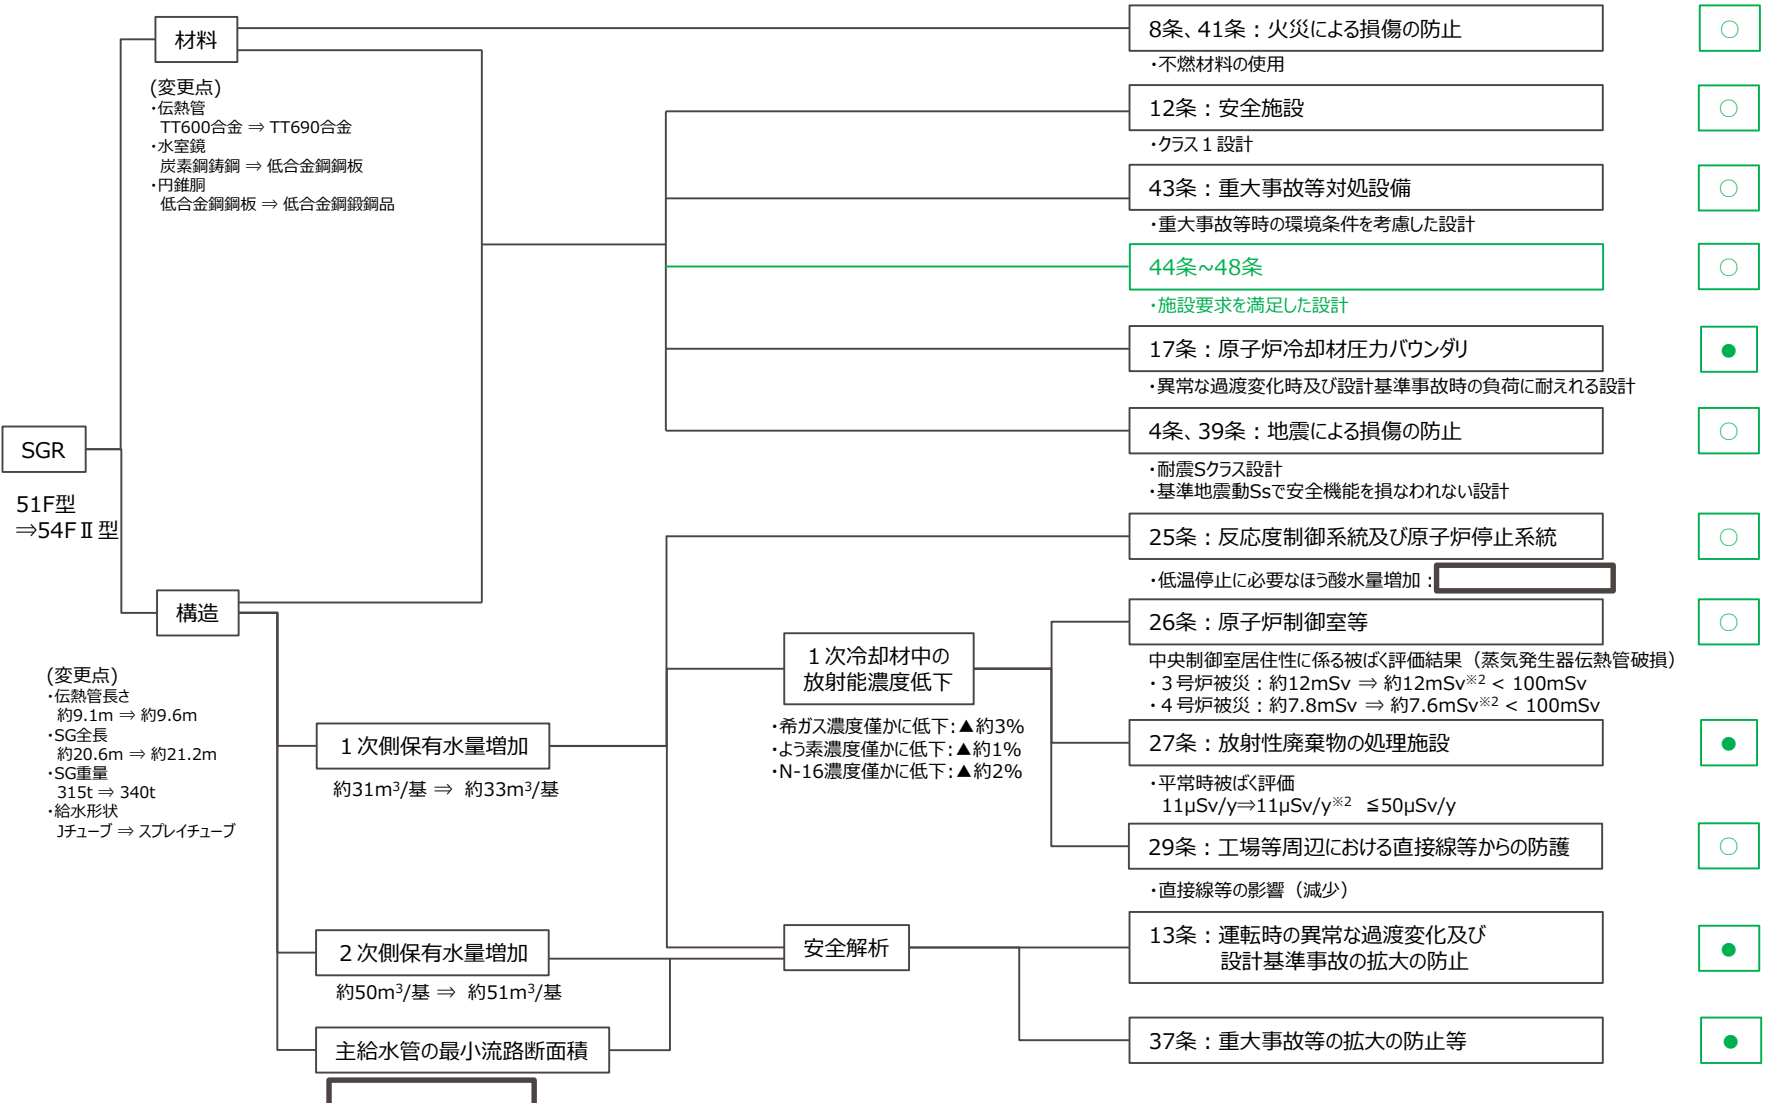 SGR
51F型
⇒54FⅡ型
材料
(変更点)
・伝熱管
TT600合金 ⇒ TT690合金
・水室鏡
炭素鋼鋳鋼 ⇒ 低合金鋼鋼板
・円錐胴
低合金鋼鋼板 ⇒ 低合金鋼鍛鋼品
構造
(変更点)
・伝熱管長さ
約9.1m ⇒ 約9.6m
・SG全長
約20.6m ⇒ 約21.2m
・SG重量
315t ⇒ 340t
・給水形状
Jチューブ ⇒ スプレイチューブ
１次側保有水量増加
約31m³/基 ⇒ 約33m³/基
２次側保有水量増加
約50m³/基 ⇒ 約51m³/基
主給水管の最小流路断面積
１次冷却材中の
放射能濃度低下
・希ガス濃度僅かに低下：▲約3%
・よう素濃度僅かに低下：▲約1%
・N-16濃度僅かに低下：▲約2%
安全解析
8条、41条：火災による損傷の防止 ○
・不燃材料の使用
12条：安全施設 ○
・クラス１設計
43条：重大事故等対処設備 ○
・重大事故等時の環境条件を考慮した設計
44条~48条 ○
・施設要求を満足した設計
17条：原子炉冷却材圧力バウンダリ ●
・異常な過渡変化時及び設計基準事故時の負荷に耐えれる設計
4条、39条：地震による損傷の防止 ○
・耐震Sクラス設計
・基準地震動Ssで安全機能を損なわれない設計
25条：反応度制御系統及び原子炉停止系統 ○
・低温停止に必要なほう酸水量増加：
26条：原子炉制御室等 ○
中央制御室居住性に係る被ばく評価結果（蒸気発生器伝熱管破損）
・３号炉被災：約12mSv ⇒ 約12mSv※2 < 100mSv
・４号炉被災：約7.8mSv ⇒ 約7.6mSv※2 < 100mSv
27条：放射性廃棄物の処理施設 ●
・平常時被ばく評価
11μSv/y⇒11μSv/y※2 ≦50μSv/y
29条：工場等周辺における直接線等からの防護 ○
・直接線等の影響（減少）
13条：運転時の異常な過渡変化及び
設計基準事故の拡大の防止 ●
37条：重大事故等の拡大の防止等 ●